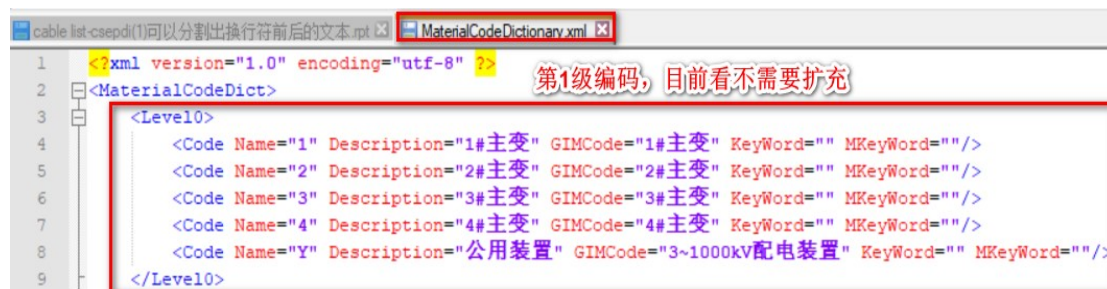 cable list-csepdi(1)可以分割出换行符前后的文本.rpt MaterialCodeDictionary.xml
1 <?xml version="1.0" encoding="utf-8" ?>
第1级编码，目前看不需要扩充
2 <MaterialCodeDict>
3 <Level0>
4 <Code Name="1" Description="1#主变" GIMCode="1#主变" KeyWord="" MKeyWord=""/>
5 <Code Name="2" Description="2#主变" GIMCode="2#主变" KeyWord="" MKeyWord=""/>
6 <Code Name="3" Description="3#主变" GIMCode="3#主变" KeyWord="" MKeyWord=""/>
7 <Code Name="4" Description="4#主变" GIMCode="4#主变" KeyWord="" MKeyWord=""/>
8 <Code Name="Y" Description="公用装置" GIMCode="3~1000kV配电装置" KeyWord="" MKeyWord=""/>
9 </Level0>